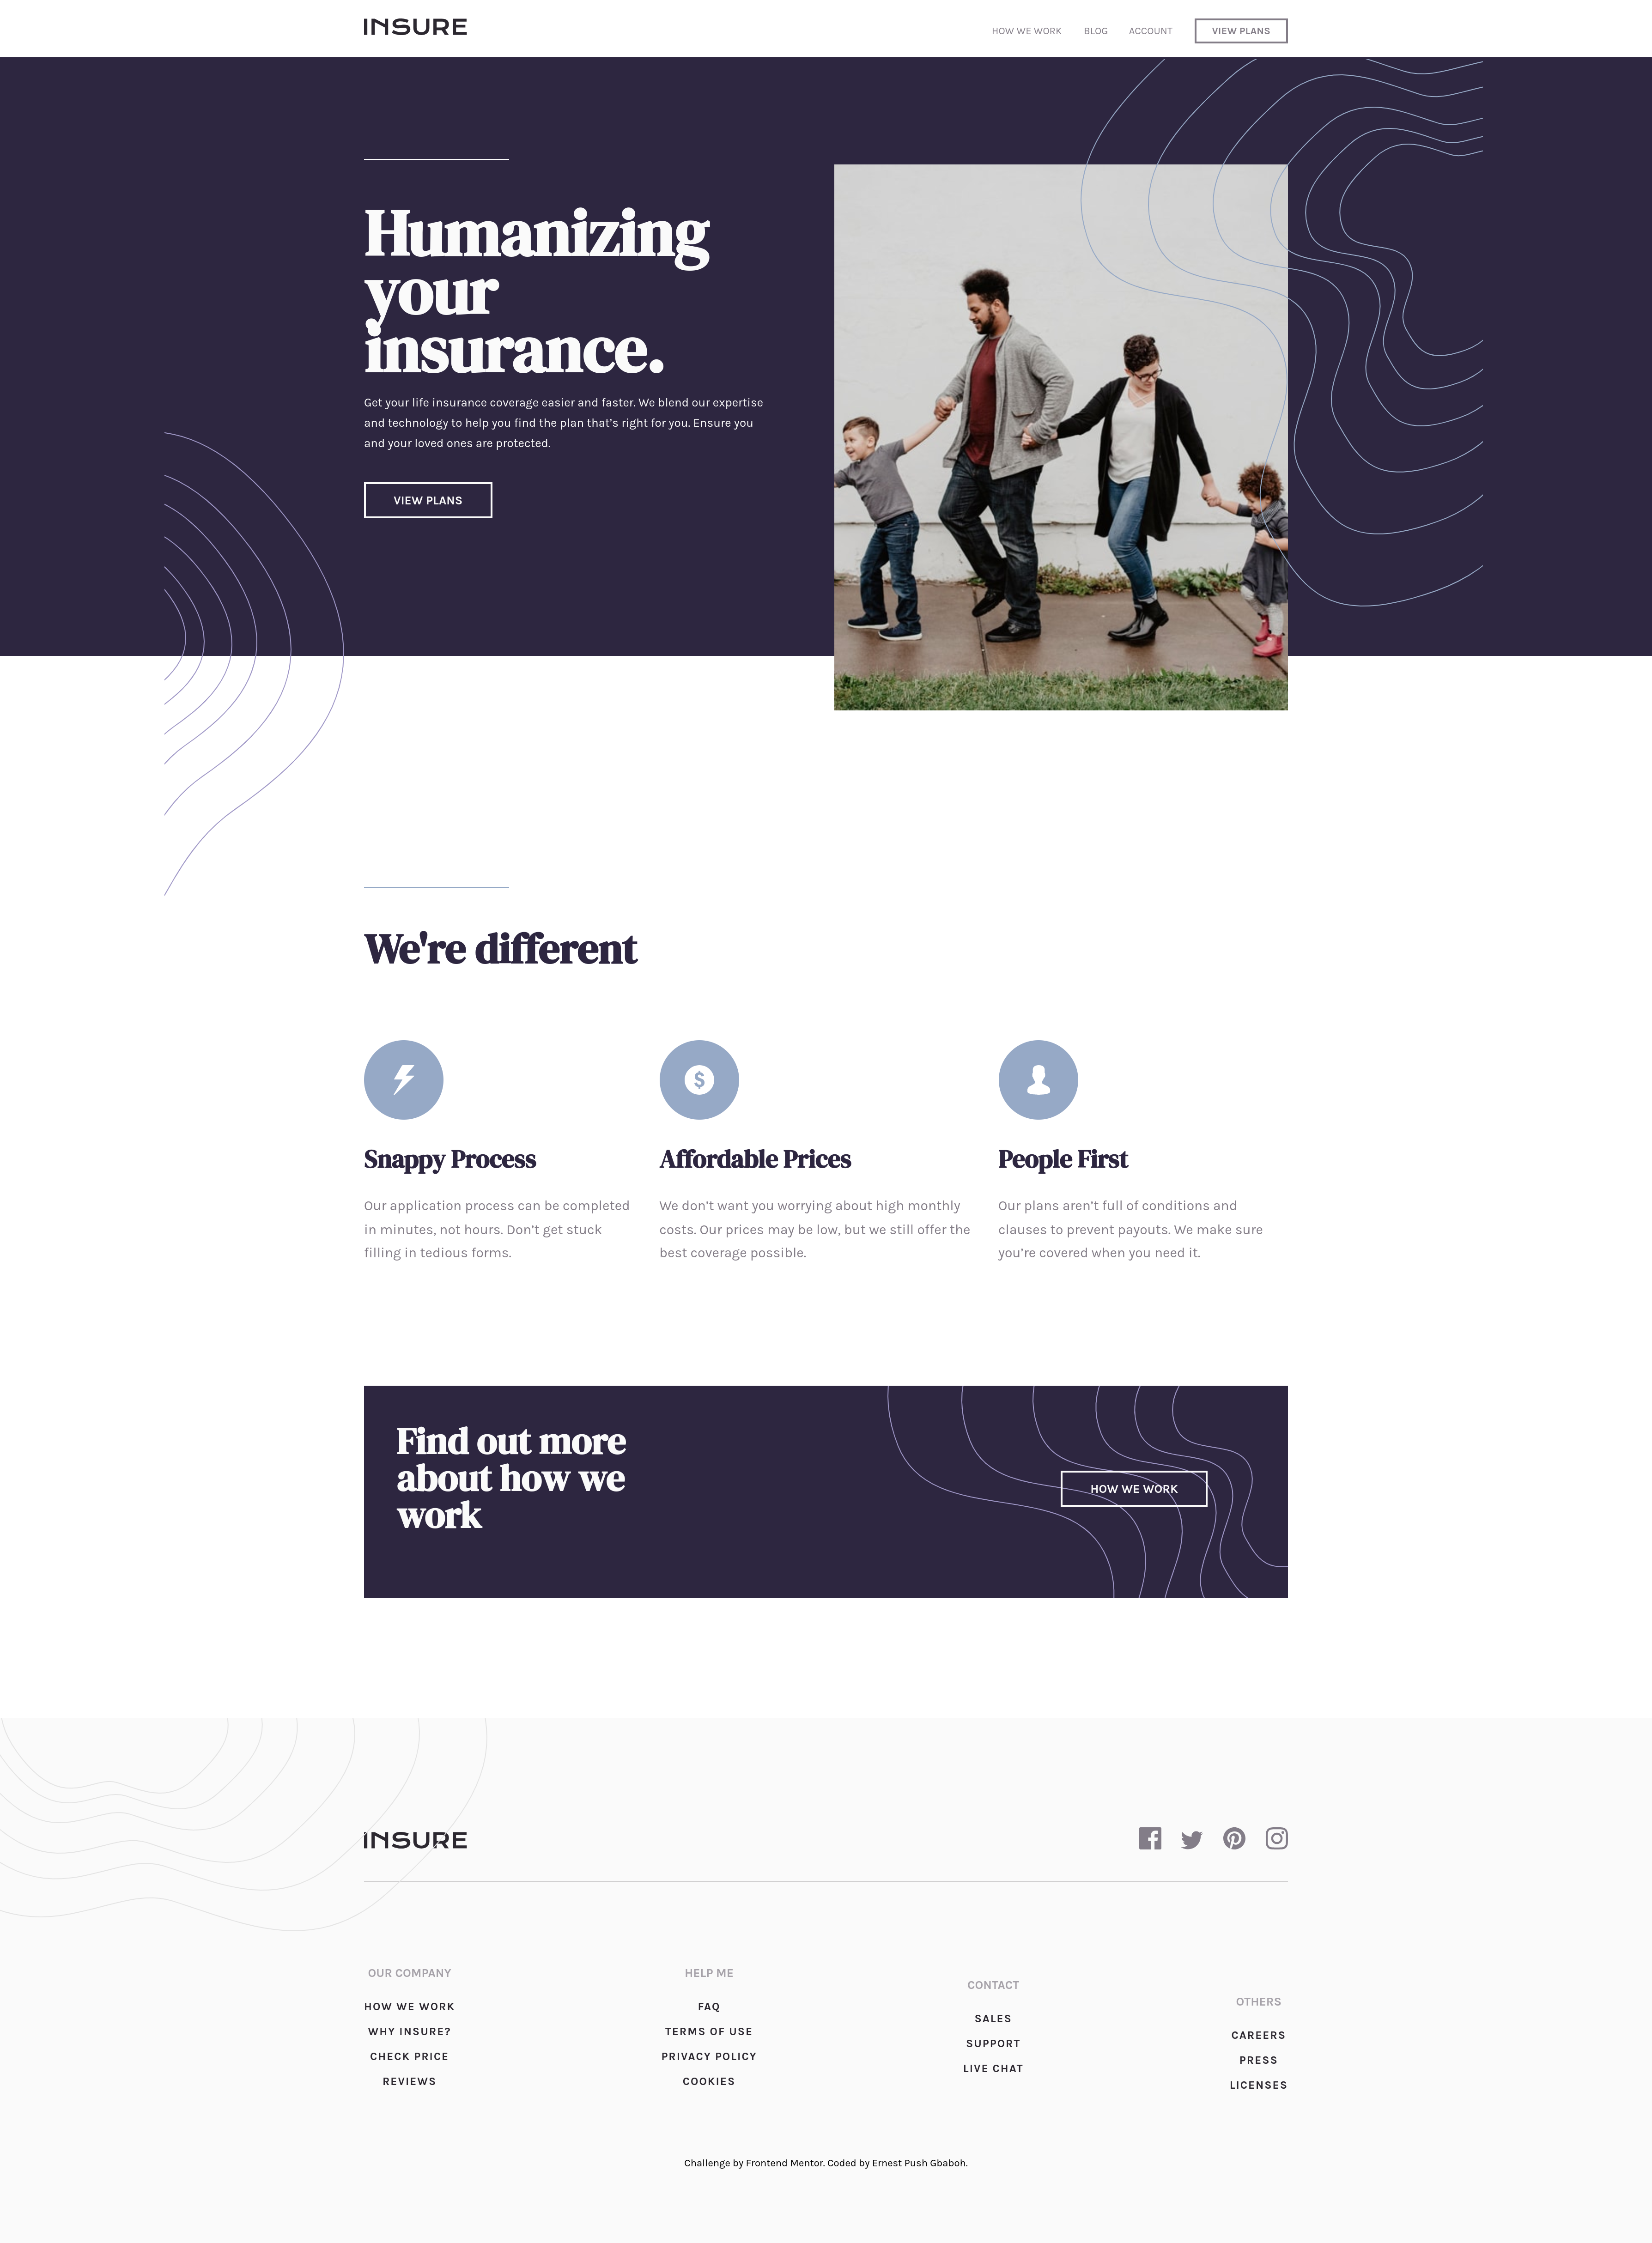 INSURE
HOW WE WORK
BLOG
ACCOUNT
VIEW PLANS
Humanizing
your
insurance.
Get your life insurance coverage easier and faster. We blend our expertise
and technology to help you find the plan that’s right for you. Ensure you
and your loved ones are protected.
VIEW PLANS
We're different
Snappy Process
Our application process can be completed
in minutes, not hours. Don’t get stuck
filling in tedious forms.
Affordable Prices
We don’t want you worrying about high monthly
costs. Our prices may be low, but we still offer the
best coverage possible.
People First
Our plans aren’t full of conditions and
clauses to prevent payouts. We make sure
you’re covered when you need it.
Find out more
about how we
work
HOW WE WORK
INSURE
OUR COMPANY
HOW WE WORK
WHY INSURE?
CHECK PRICE
REVIEWS
HELP ME
FAQ
TERMS OF USE
PRIVACY POLICY
COOKIES
CONTACT
SALES
SUPPORT
LIVE CHAT
OTHERS
CAREERS
PRESS
LICENSES
Challenge by Frontend Mentor. Coded by Ernest Push Gbaboh.